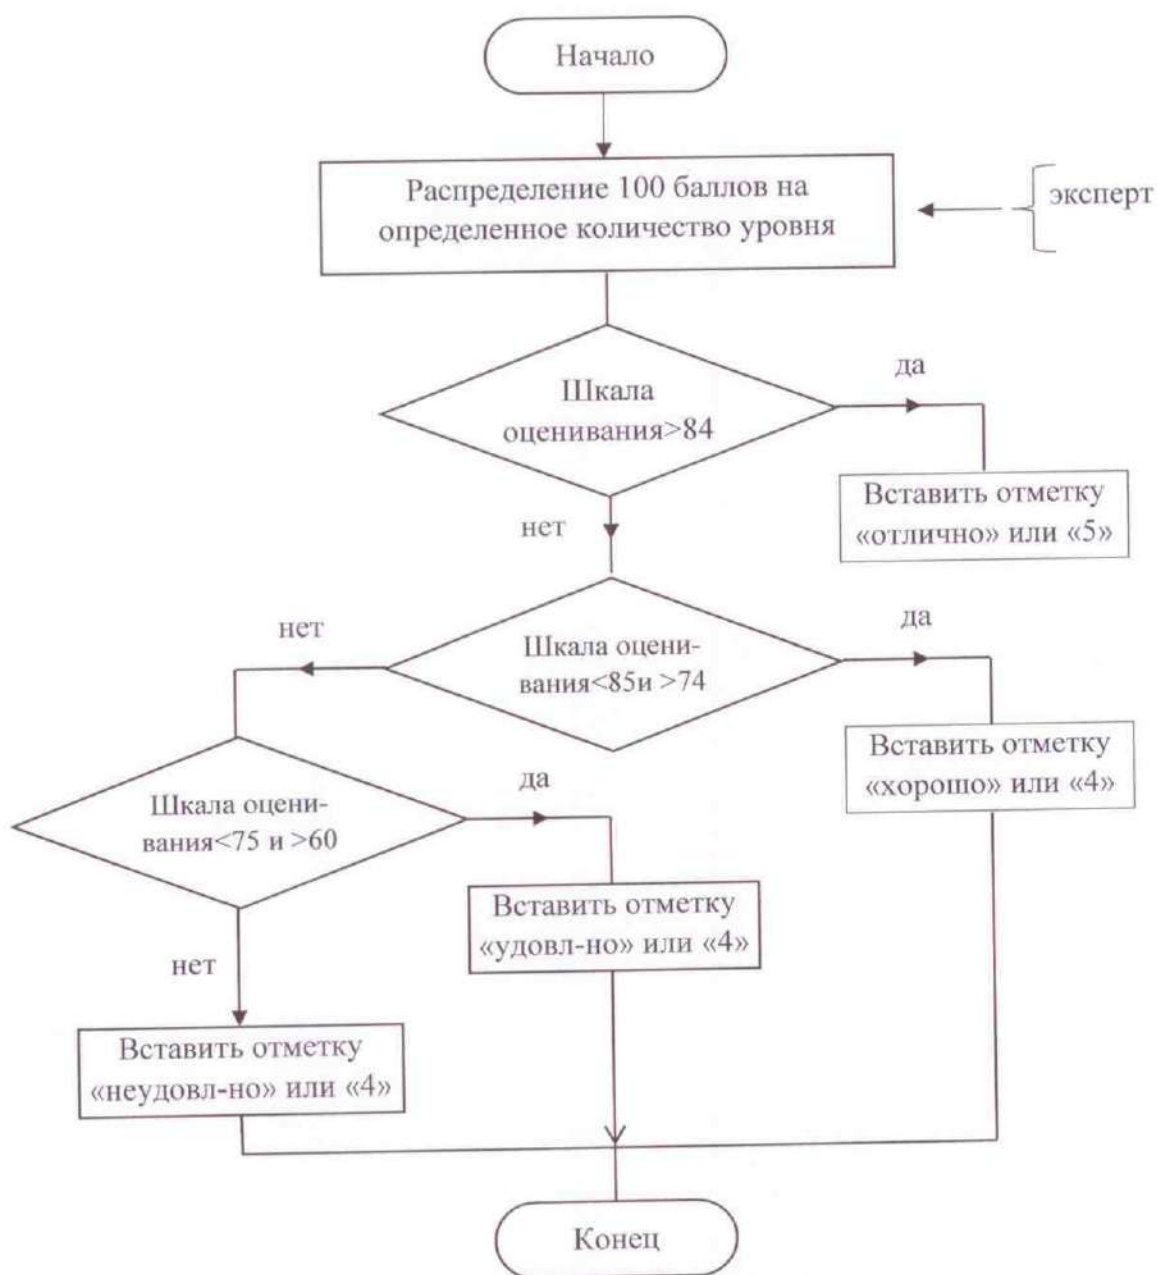 Начало
Распределение 100 баллов на
определенное количество уровня
эксперт
Шкала
оценивания>84
да
Вставить отметку
«отлично» или «5»
нет
Шкала оцени-
вания<85и >74
да
Вставить отметку
«хорошо» или «4»
нет
Шкала оцени-
вания<75 и >60
да
Вставить отметку
«удовл-но» или «4»
нет
Вставить отметку
«неудовл-но» или «4»
Конец